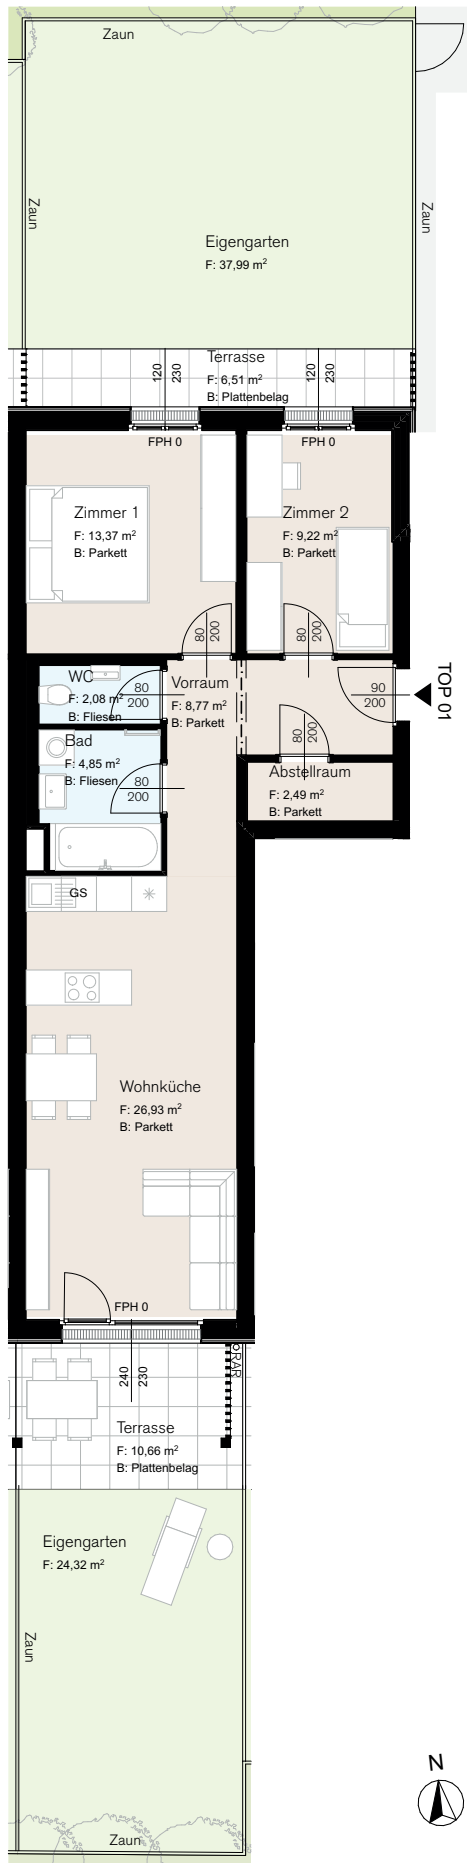 Zaun
Zaun
Zaun
Eigengarten
F: 37,99 m²
Terrasse
F: 6,51 m²
B: Plattenbelag
120
230
120
230
FPH 0
FPH 0
Zimmer 1
F: 13,37 m²
B: Parkett
Zimmer 2
F: 9,22 m²
B: Parkett
80
200
80
200
WC
F: 2,08 m²
B: Fliesen
80
200
Vorraum
F: 8,77 m²
B: Parkett
90
200
TOP 01
Bad
F: 4,85 m²
B: Fliesen
80
200
80
200
Abstellraum
F: 2,49 m²
B: Parkett
GS
Wohnküche
F: 26,93 m²
B: Parkett
FPH 0
240
230
RAR
Terrasse
F: 10,66 m²
B: Plattenbelag
Eigengarten
F: 24,32 m²
Zaun
Zaun
N